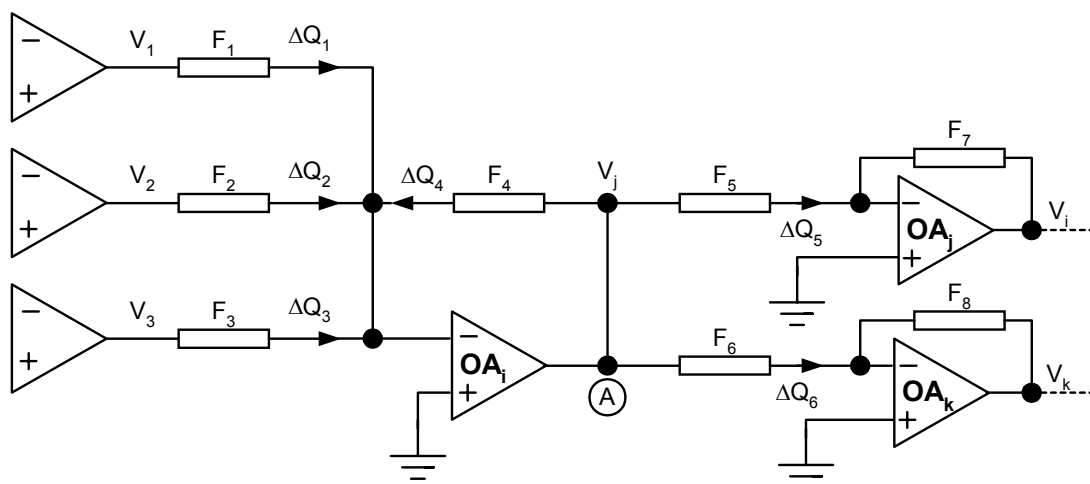 − V₁ F₁ ΔQ₁
+
− V₂ F₂ ΔQ₂ ΔQ₄ F₄ Vⱼ F₅ ΔQ₅ F₇ − OAⱼ + Vᵢ
+
− V₃ F₃ ΔQ₃ − OAᵢ + F₆ ΔQ₆ F₈ − OAₖ + Vₖ
+
A